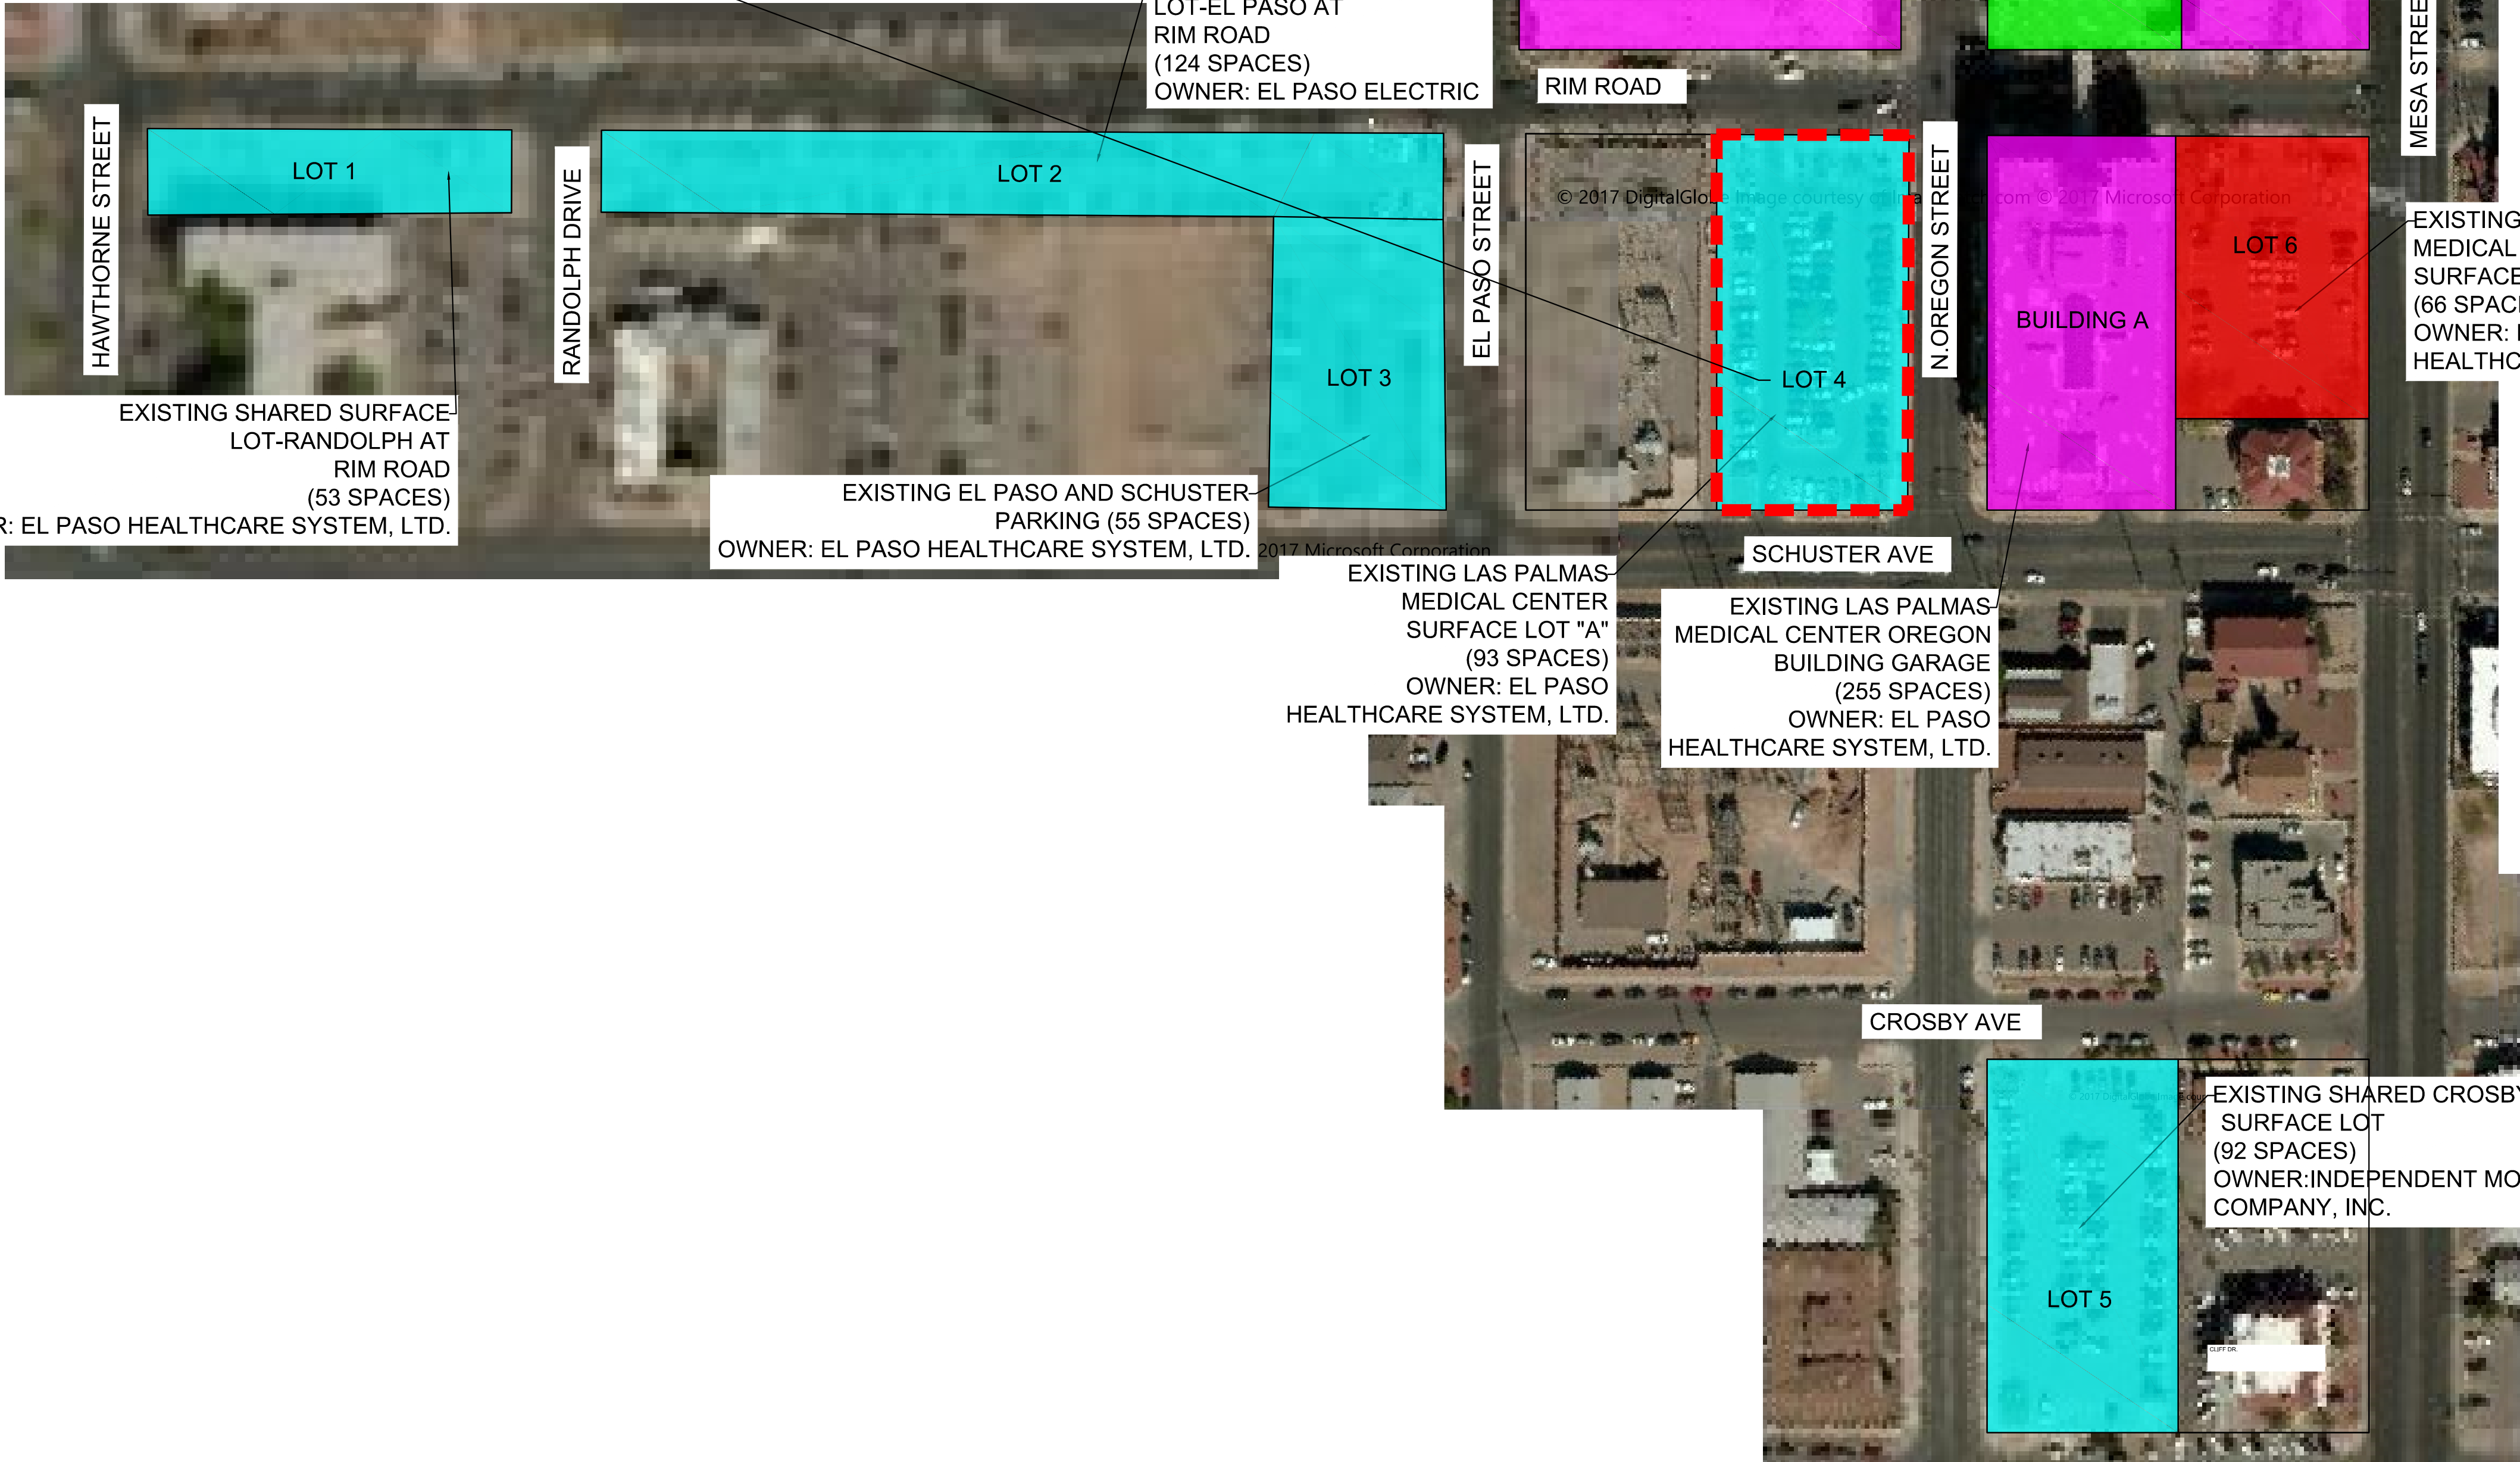 LOT-EL PASO AT
RIM ROAD
(124 SPACES)
OWNER: EL PASO ELECTRIC
RIM ROAD
MESA STREE
HAWTHORNE STREET
LOT 1
RANDOLPH DRIVE
LOT 2
EL PASO STREET
N.OREGON STREET
© 2017 DigitalGlobe Image courtesy of
.com © 2017 Microsoft Corporation
LOT 6
EXISTING
MEDICAL
SURFACE
(66 SPAC
OWNER:
HEALTHC
BUILDING A
LOT 3
LOT 4
EXISTING SHARED SURFACE
LOT-RANDOLPH AT
RIM ROAD
(53 SPACES)
R: EL PASO HEALTHCARE SYSTEM, LTD.
EXISTING EL PASO AND SCHUSTER
PARKING (55 SPACES)
OWNER: EL PASO HEALTHCARE SYSTEM, LTD.
2017 Microsoft Corporation
SCHUSTER AVE
EXISTING LAS PALMAS
MEDICAL CENTER
SURFACE LOT "A"
(93 SPACES)
OWNER: EL PASO
HEALTHCARE SYSTEM, LTD.
EXISTING LAS PALMAS
MEDICAL CENTER OREGON
BUILDING GARAGE
(255 SPACES)
OWNER: EL PASO
HEALTHCARE SYSTEM, LTD.
CROSBY AVE
EXISTING SHARED CROSBY
SURFACE LOT
(92 SPACES)
OWNER:INDEPENDENT MO
COMPANY, INC.
LOT 5
CLIFF DR.